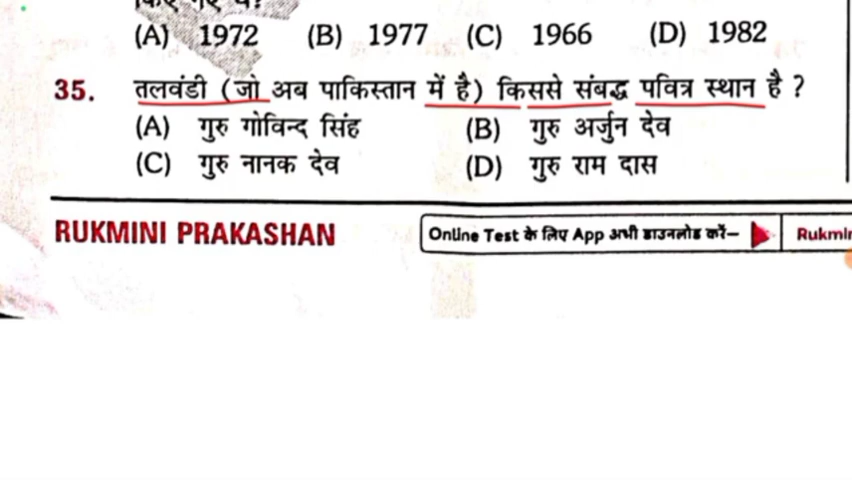 (A) 1972 (B) 1977 (C) 1966 (D) 1982
35. तलवंडी (जो अब पाकिस्तान में है) किससे संबद्ध पवित्र स्थान है ?
(A) गुरु गोविन्द सिंह (B) गुरु अर्जुन देव
(C) गुरु नानक देव (D) गुरु राम दास
RUKMINI PRAKASHAN Online Test के लिए App अभी डाउनलोड करें–